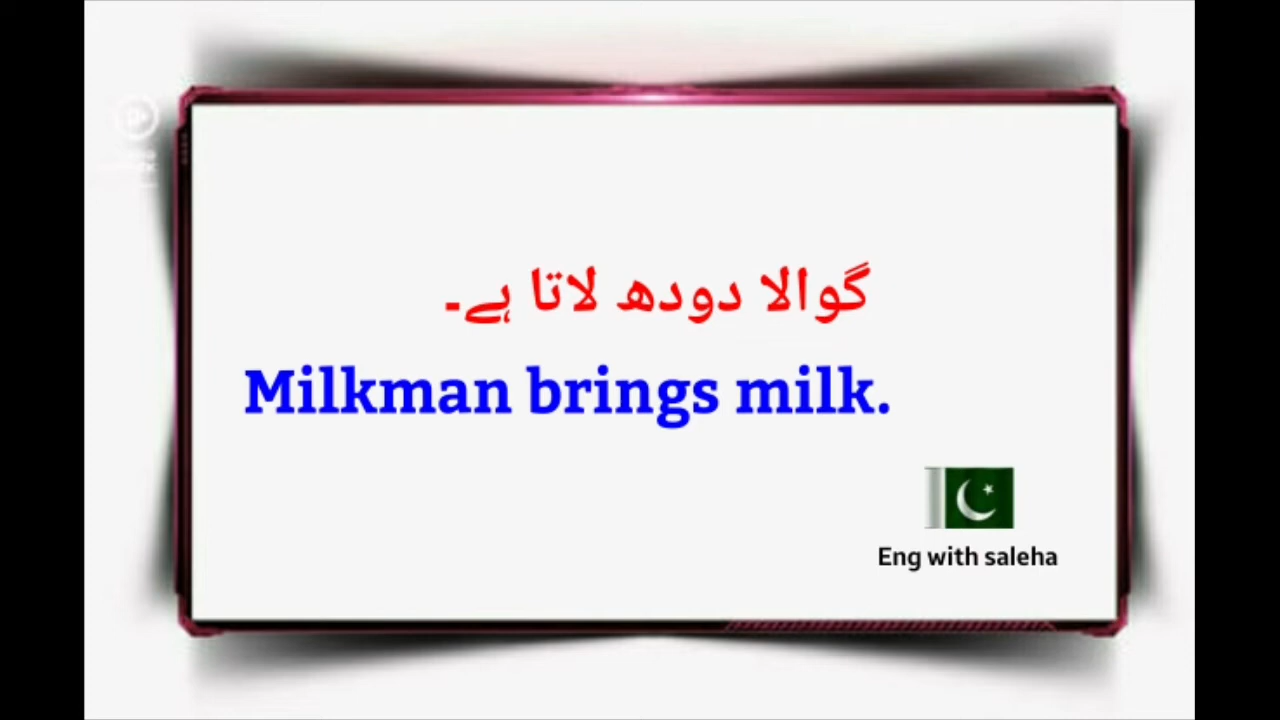 گوالا دودھ لاتا ہے۔
Milkman brings milk.
Eng with saleha